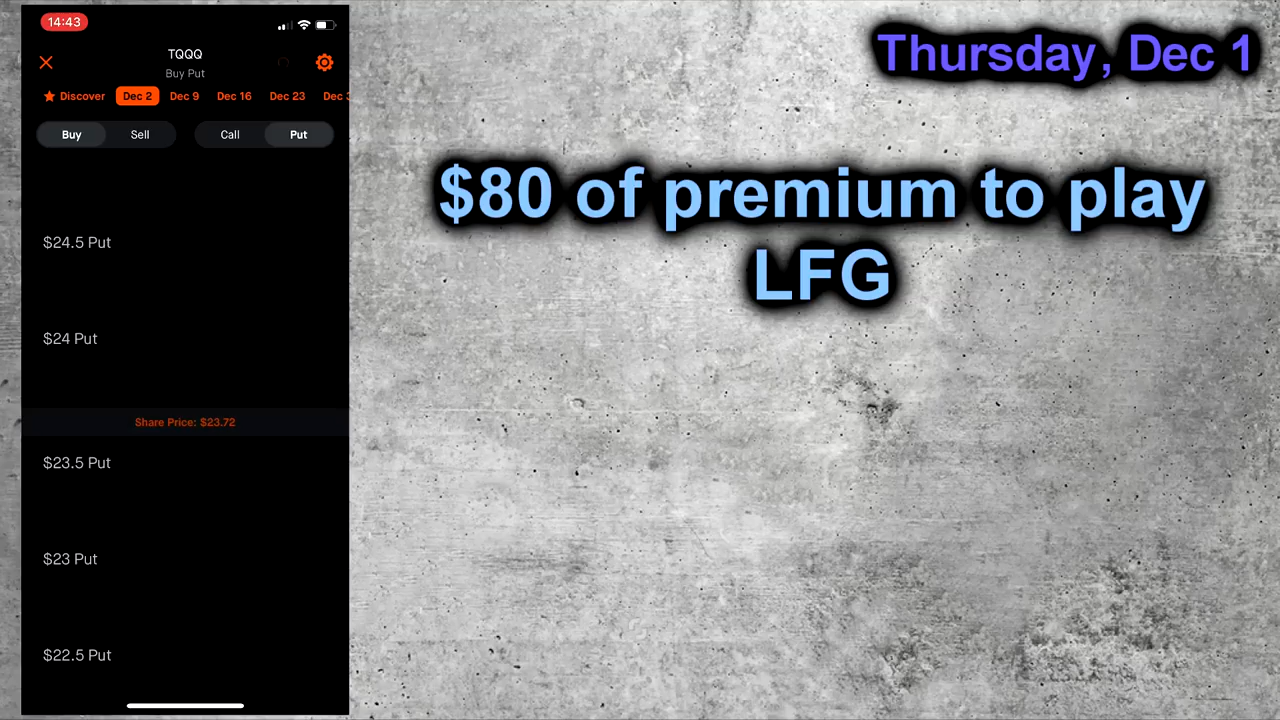 14:43
TQQQ
Buy Put
Discover Dec 2 Dec 9 Dec 16 Dec 23 Dec
Buy Sell Call Put
$24.5 Put
$24 Put
Share Price: $23.72
$23.5 Put
$23 Put
$22.5 Put
Thursday, Dec 1
$80 of premium to play
LFG